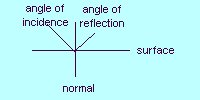 angle of
incidence
angle of
reflection
surface
normal